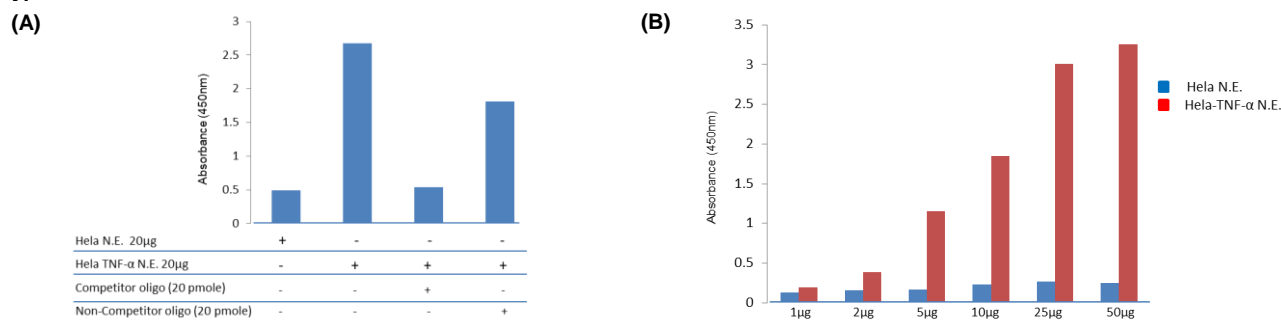 (A)
3
2.5
2
1.5
1
0.5
0
Absorbance (450nm)
Hela N.E. 20µg + - - -
Hela TNF-α N.E. 20µg - + + +
Competitor oligo (20 pmole) - - + -
Non-Competitor oligo (20 pmole) - - - +
(B)
3.5
3
2.5
2
1.5
1
0.5
0
Absorbance (450nm)
1µg 2µg 5µg 10µg 25µg 50µg
Hela N.E.
Hela-TNF-α N.E.